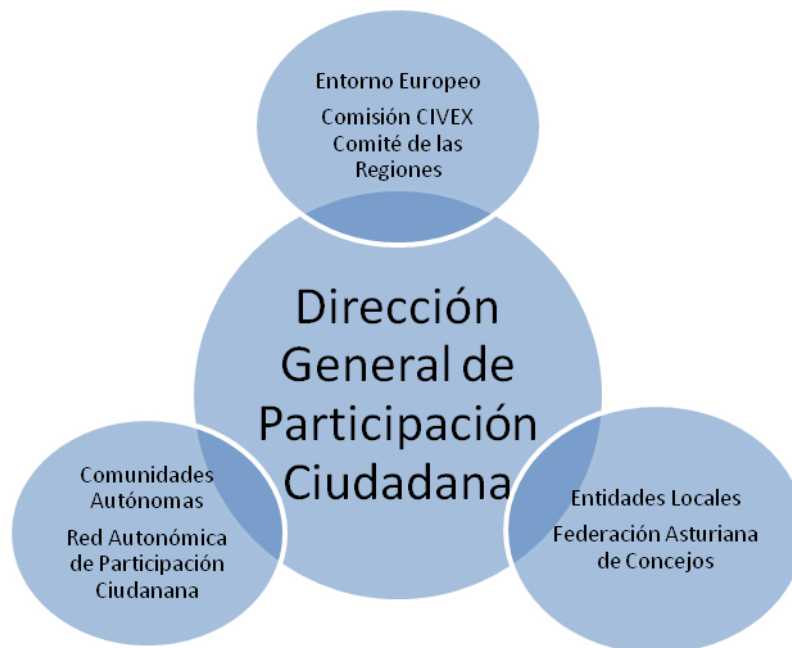 Entorno Europeo
Comisión CIVEX
Comité de las
Regiones
Dirección
General de
Participación
Ciudadana
Comunidades
Autónomas
Red Autonómica
de Participación
Ciudanana
Entidades Locales
Federación Asturiana
de Concejos